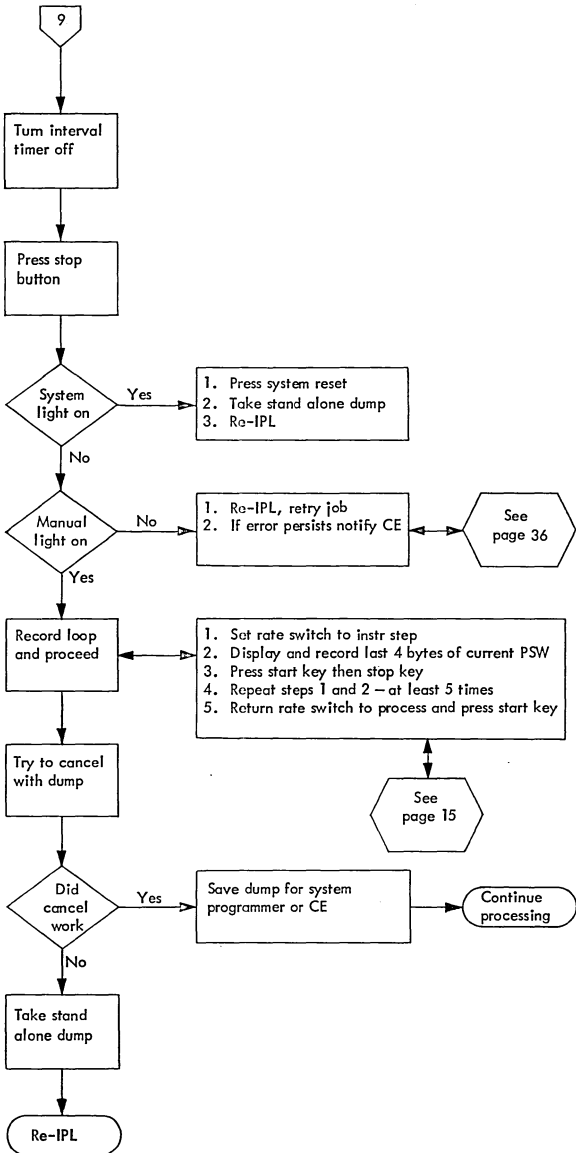 9
Turn interval
timer off
Press stop
button
System
light on
Yes
1. Press system reset
2. Take stand alone dump
3. Re-IPL
No
Manual
light on
No
1. Re-IPL, retry job
2. If error persists notify CE
See
page 36
Yes
Record loop
and proceed
1. Set rate switch to instr step
2. Display and record last 4 bytes of current PSW
3. Press start key then stop key
4. Repeat steps 1 and 2 – at least 5 times
5. Return rate switch to process and press start key
Try to cancel
with dump
See
page 15
Did
cancel
work
Yes
Save dump for system
programmer or CE
Continue
processing
No
Take stand
alone dump
Re-IPL